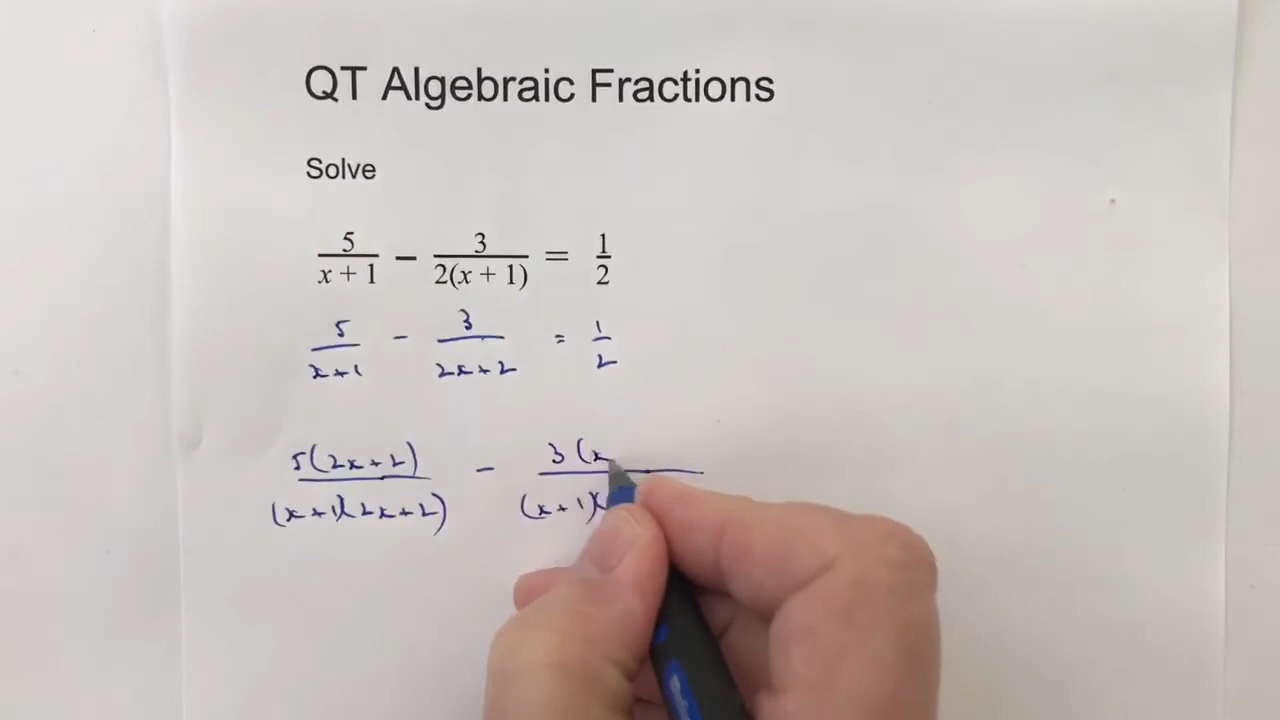 QT Algebraic Fractions
Solve
5/(x + 1) − 3/(2(x + 1)) = 1/2
5/(x+1) - 3/(2x+2) = 1/2
5(2x+2)/((x+1)(2x+2)) - 3(x/((x+1)(